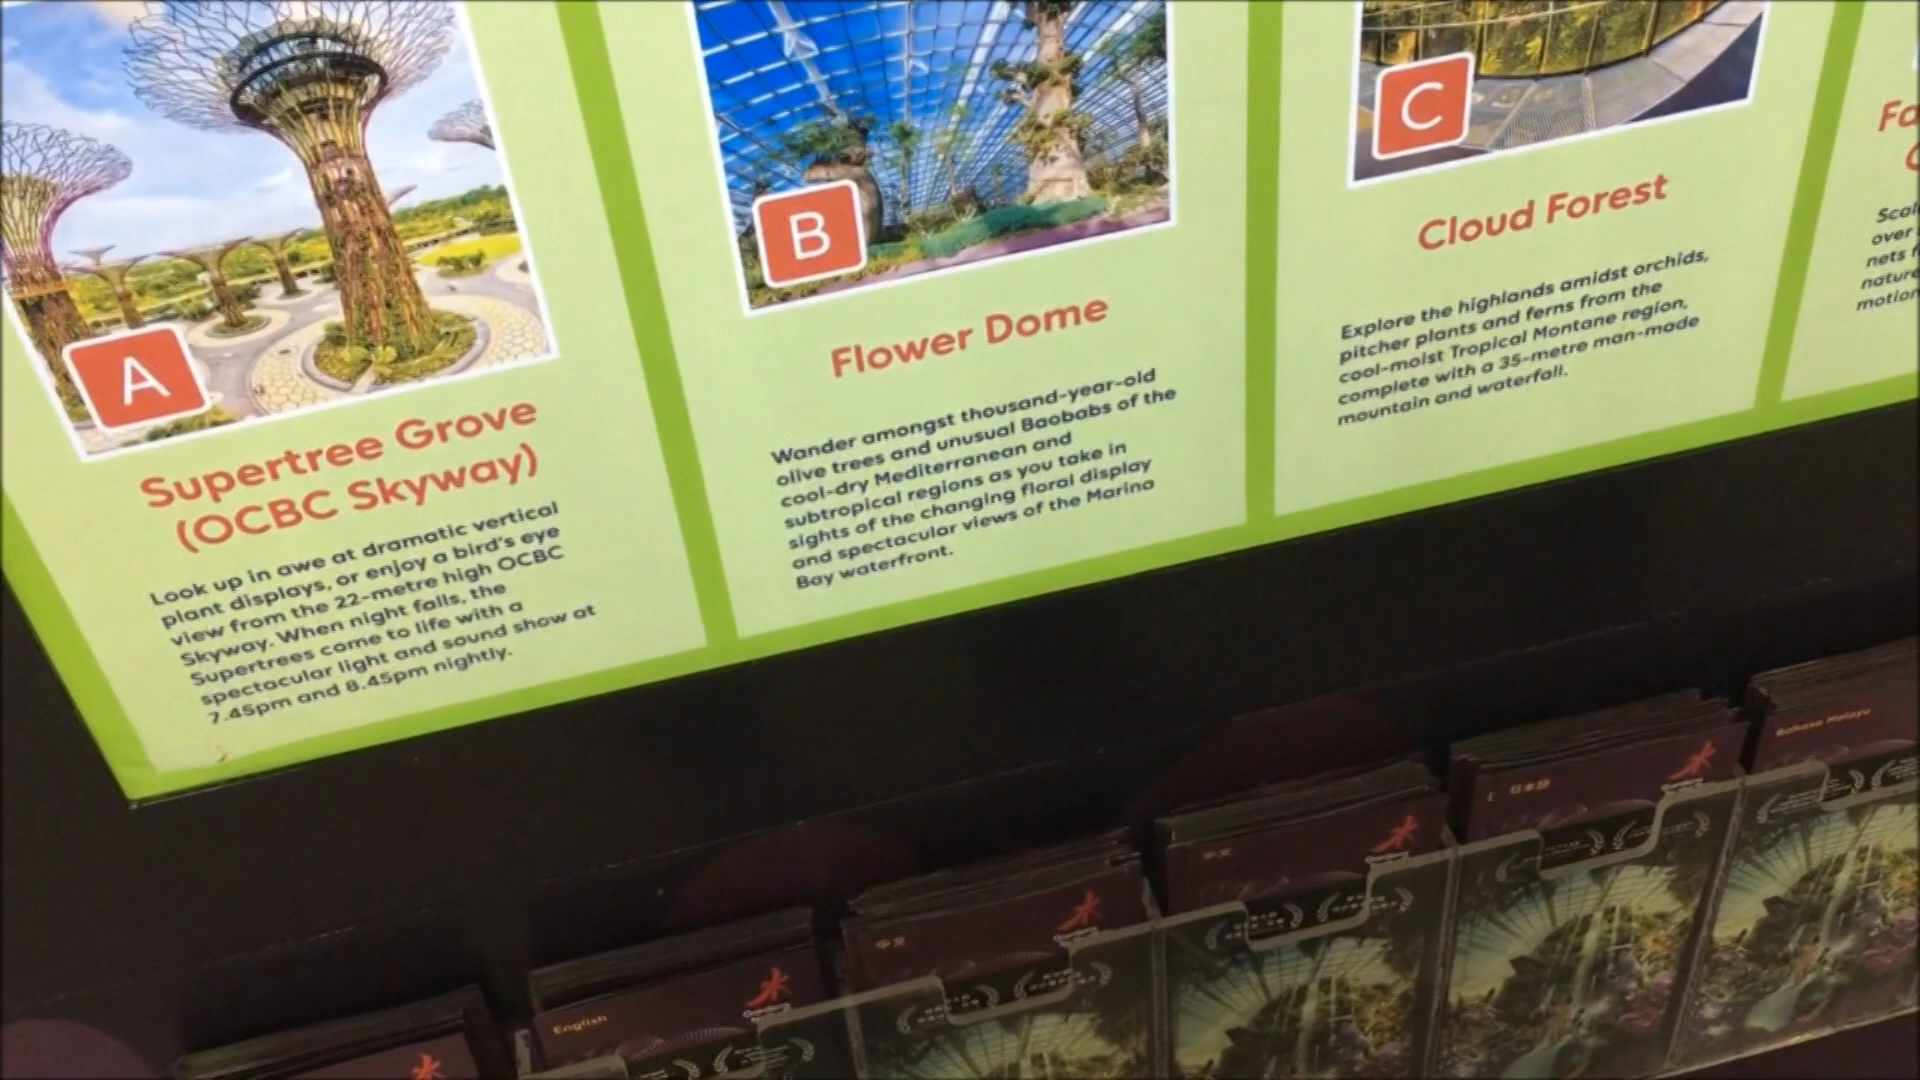 A
Supertree Grove
(OCBC Skyway)
Look up in awe at dramatic vertical
plant displays, or enjoy a bird's eye
view from the 22-metre high OCBC
Skyway. When night falls, the
Supertrees come to life with a
spectacular light and sound show at
7.45pm and 8.45pm nightly.
B
Flower Dome
Wander amongst thousand-year-old
olive trees and unusual Baobabs of the
cool-dry Mediterranean and
subtropical regions as you take in
sights of the changing floral display
and spectacular views of the Marina
Bay waterfront.
C
Cloud Forest
Explore the highlands amidst orchids,
pitcher plants and ferns from the
cool-moist Tropical Montane region,
complete with a 35-metre man-made
mountain and waterfall.
over
English
中文
中文
日本語
Bahasa Melayu